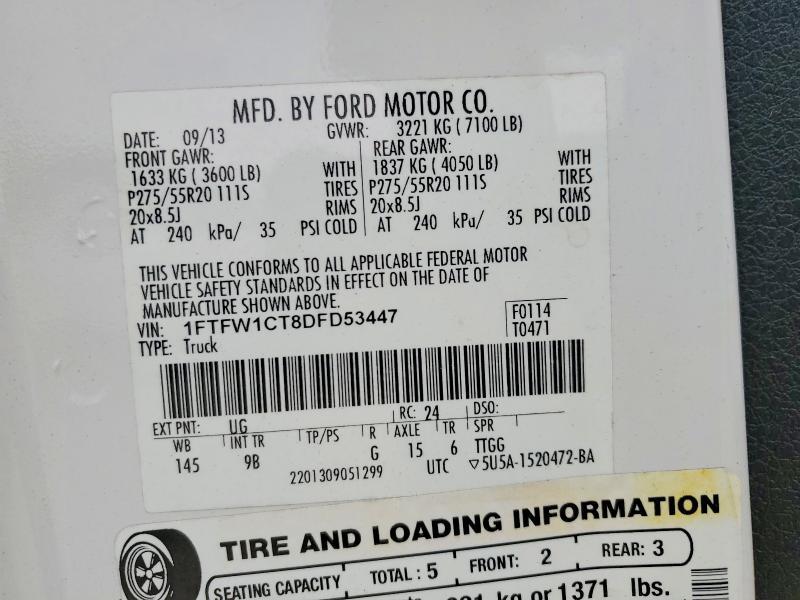 MFD. BY FORD MOTOR CO.
DATE: 09/13 GVWR: 3221 KG ( 7100 LB)
FRONT GAWR: REAR GAWR:
1633 KG ( 3600 LB) WITH 1837 KG ( 4050 LB) WITH
P275/55R20 111S TIRES P275/55R20 111S TIRES
20x8.5J RIMS 20x8.5J RIMS
AT 240 kPa/ 35 PSI COLD AT 240 kPa/ 35 PSI COLD
THIS VEHICLE CONFORMS TO ALL APPLICABLE FEDERAL MOTOR
VEHICLE SAFETY STANDARDS IN EFFECT ON THE DATE OF
MANUFACTURE SHOWN ABOVE.
VIN: 1FTFW1CT8DFD53447 F0114
TYPE: Truck T0471
EXT PNT: UG RC: 24 DSO:
WB INT TR TP/PS R AXLE TR SPR
145 9B G 15 6 TTGG
2201309051299 UTC ▽5U5A-1520472-BA
TIRE AND LOADING INFORMATION
SEATING CAPACITY TOTAL : 5 FRONT: 2 REAR: 3
kg or 1371 lbs.